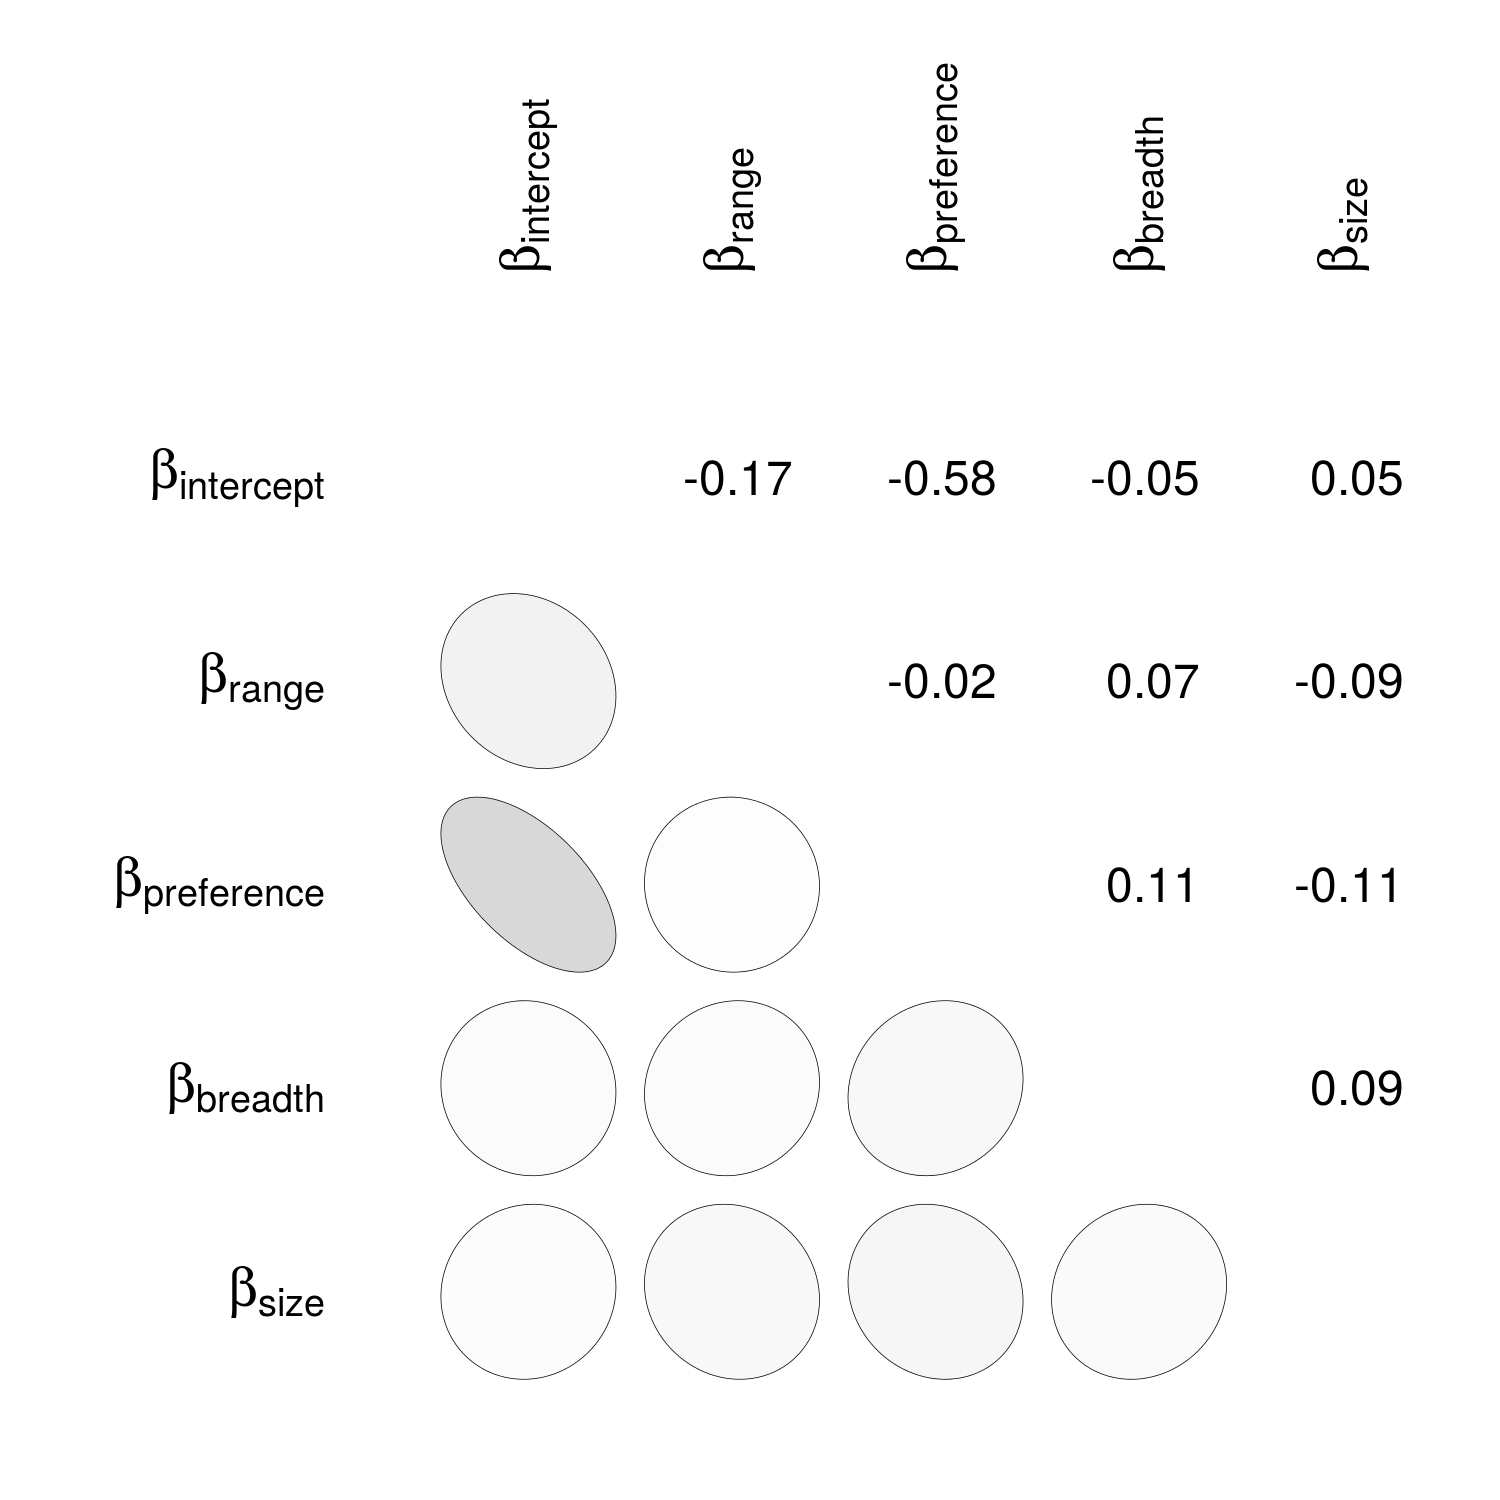 βintercept βrange βpreference βbreadth βsize
βintercept -0.17 -0.58 -0.05 0.05
βrange -0.02 0.07 -0.09
βpreference 0.11 -0.11
βbreadth 0.09
βsize